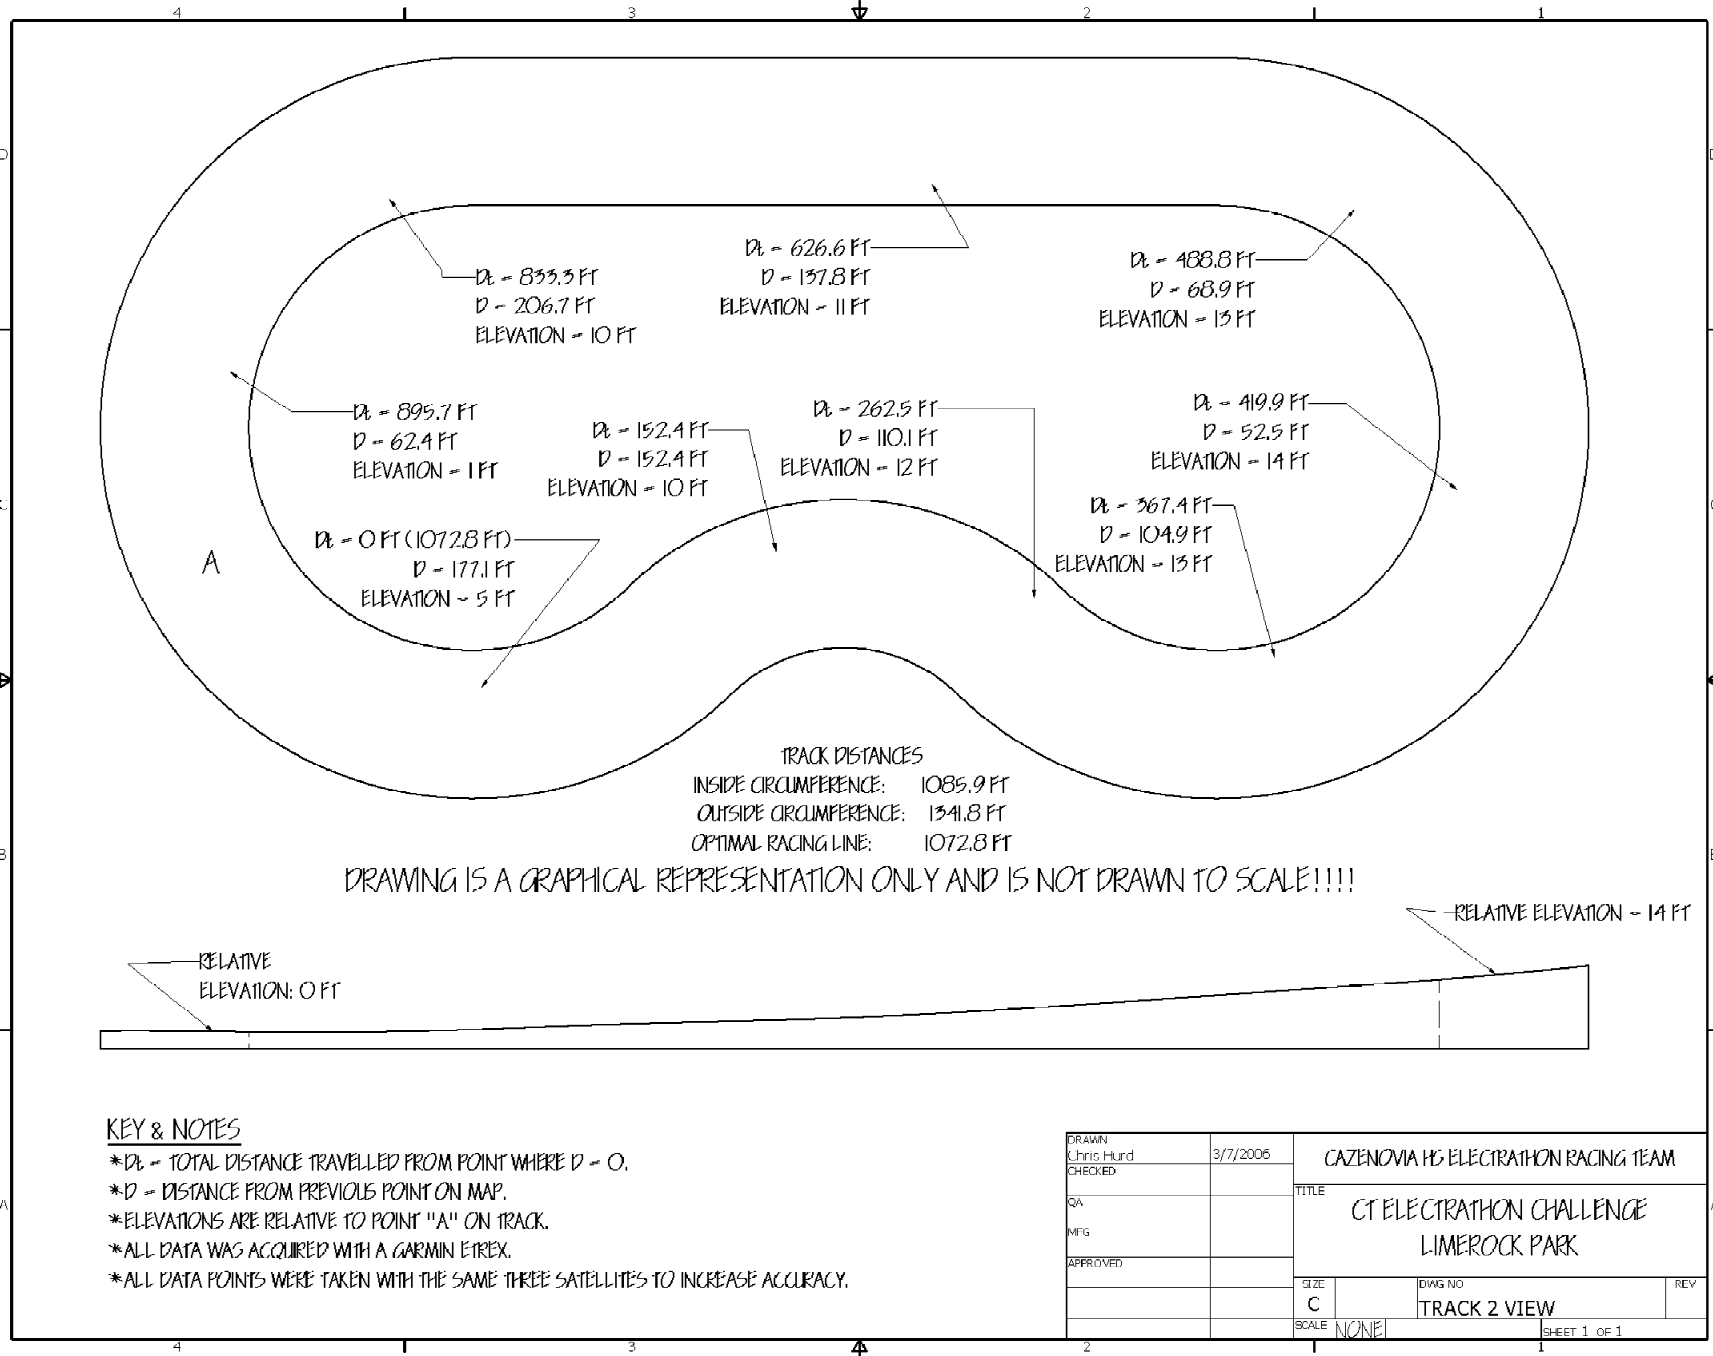 4 3 2 1
D D
Dt = 626.6 FT
D = 137.8 FT
ELEVATION = 11 FT
Dt = 488.8 FT
D = 68.9 FT
ELEVATION = 13 FT
Dt = 833.3 FT
D = 206.7 FT
ELEVATION = 10 FT
Dt = 895.7 FT
D = 62.4 FT
ELEVATION = 1 FT
Dt = 152.4 FT
D = 152.4 FT
ELEVATION = 10 FT
Dt = 262.5 FT
D = 110.1 FT
ELEVATION = 12 FT
Dt = 419.9 FT
D = 52.5 FT
ELEVATION = 14 FT
C C
Dt = 367.4 FT
D = 104.9 FT
ELEVATION = 13 FT
A
Dt = 0 FT (1072.8 FT)
D = 177.1 FT
ELEVATION = 5 FT
TRACK DISTANCES
INSIDE CIRCUMFERENCE: 1085.9 FT
OUTSIDE CIRCUMFERENCE: 1341.8 FT
OPTIMAL RACING LINE: 1072.8 FT
B B
DRAWING IS A GRAPHICAL REPRESENTATION ONLY AND IS NOT DRAWN TO SCALE!!!!
RELATIVE ELEVATION = 14 FT
RELATIVE
ELEVATION: 0 FT
KEY & NOTES
*Dt = TOTAL DISTANCE TRAVELLED FROM POINT WHERE D = 0.
*D = DISTANCE FROM PREVIOUS POINT ON MAP.
*ELEVATIONS ARE RELATIVE TO POINT "A" ON TRACK.
*ALL DATA WAS ACQUIRED WITH A GARMIN ETREX.
*ALL DATA POINTS WERE TAKEN WITH THE SAME THREE SATELLITES TO INCREASE ACCURACY.
A A
DRAWN
Chris Hurd 3/7/2006
CHECKED
QA
MFG
APPROVED
CAZENOVIA HS ELECTRATHON RACING TEAM
TITLE
CT ELECTRATHON CHALLENGE
LIMEROCK PARK
SIZE
C
DWG NO
TRACK 2 VIEW
REV
SCALE NONE
SHEET 1 OF 1
4 3 2 1